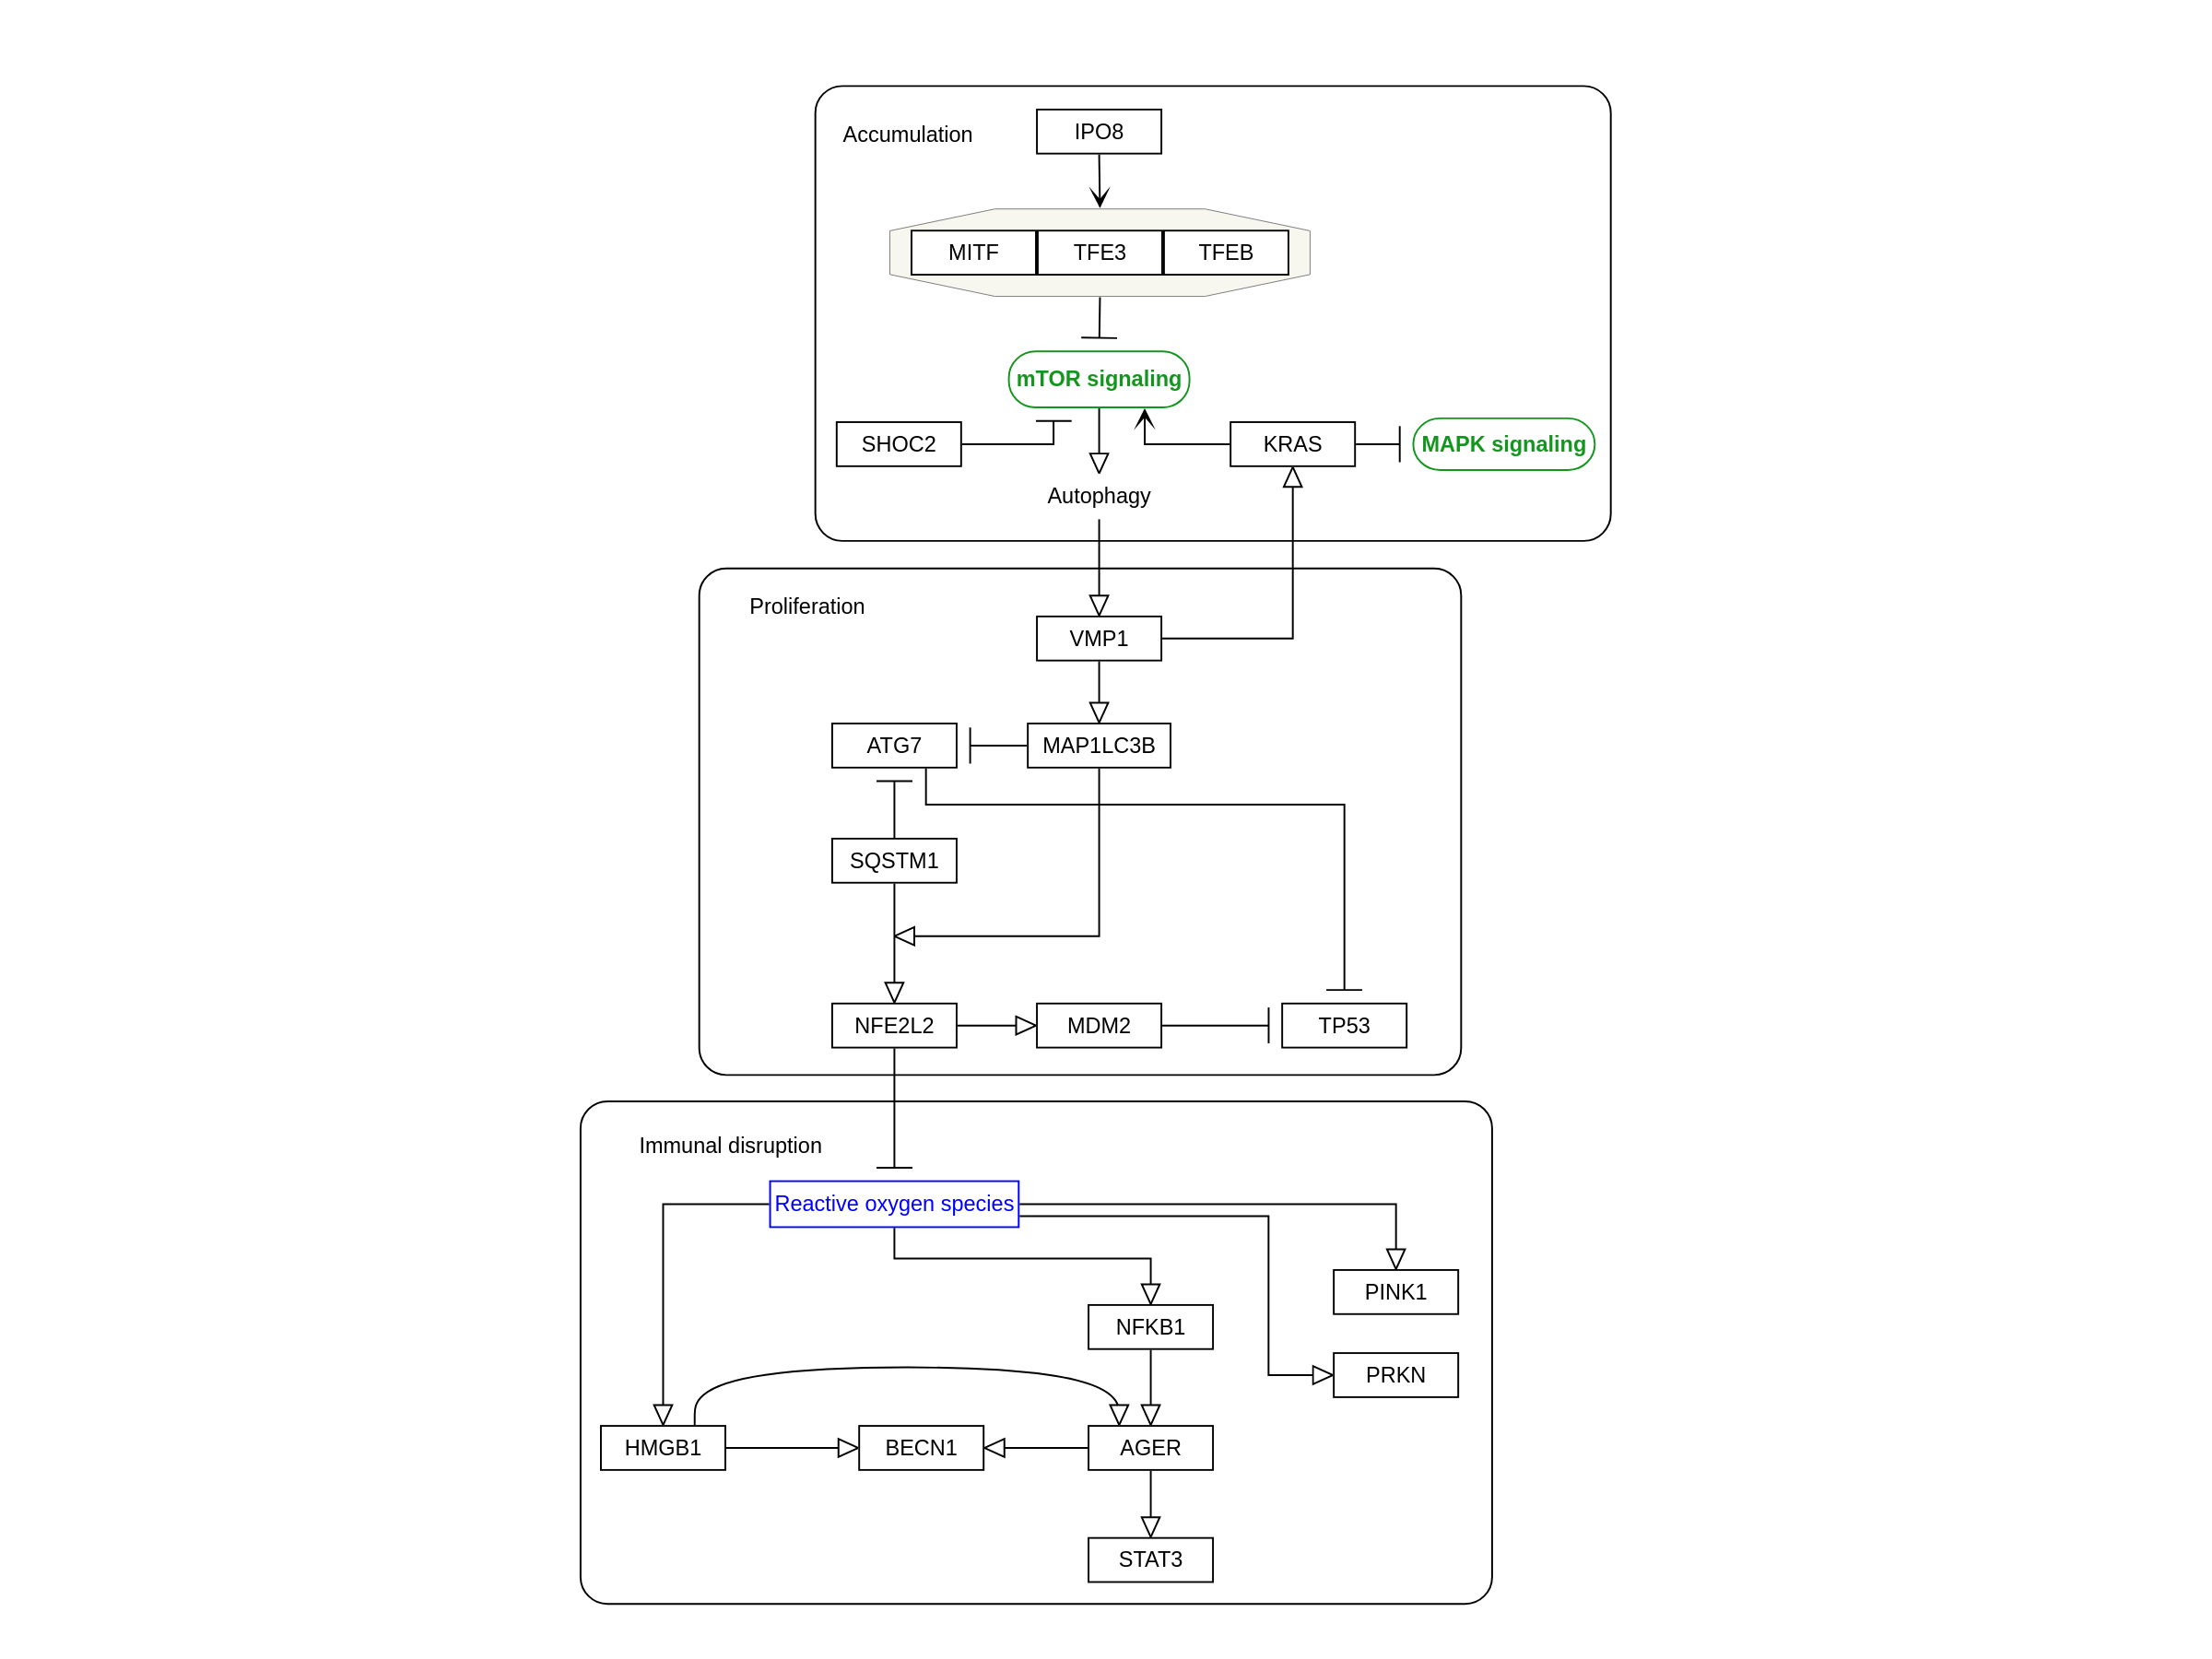 Accumulation
IPO8
MITF
TFE3
TFEB
mTOR signaling
SHOC2
KRAS
MAPK signaling
Autophagy
Proliferation
VMP1
ATG7
MAP1LC3B
SQSTM1
NFE2L2
MDM2
TP53
Immunal disruption
Reactive oxygen species
PINK1
NFKB1
PRKN
HMGB1
BECN1
AGER
STAT3